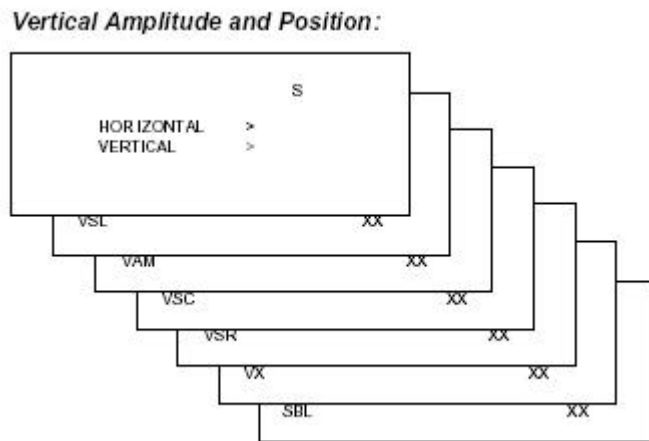 Vertical Amplitude and Position:
S
HORIZONTAL >
VERTICAL >
VSL XX
VAM XX
VSC XX
VSR XX
VX XX
SBL XX